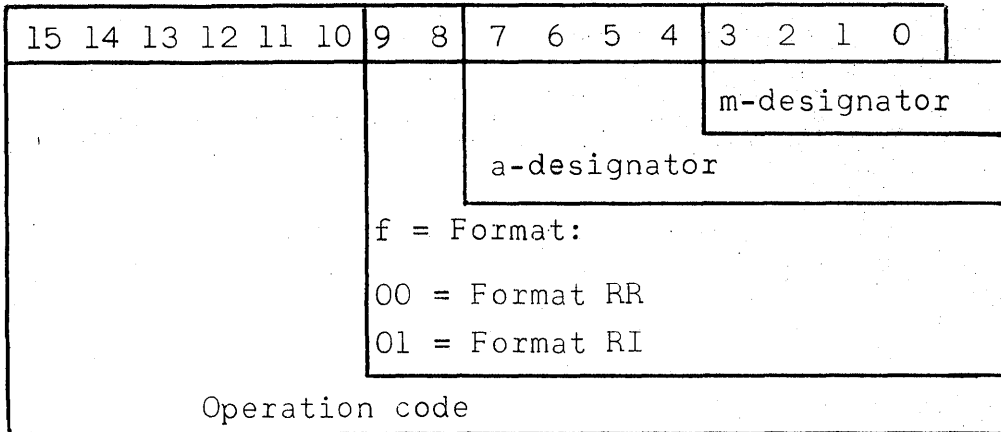 15 14 13 12 11 10 9 8 7 6 5 4 3 2 1 0
m-designator
a-designator
f = Format:
00 = Format RR
01 = Format RI
Operation code